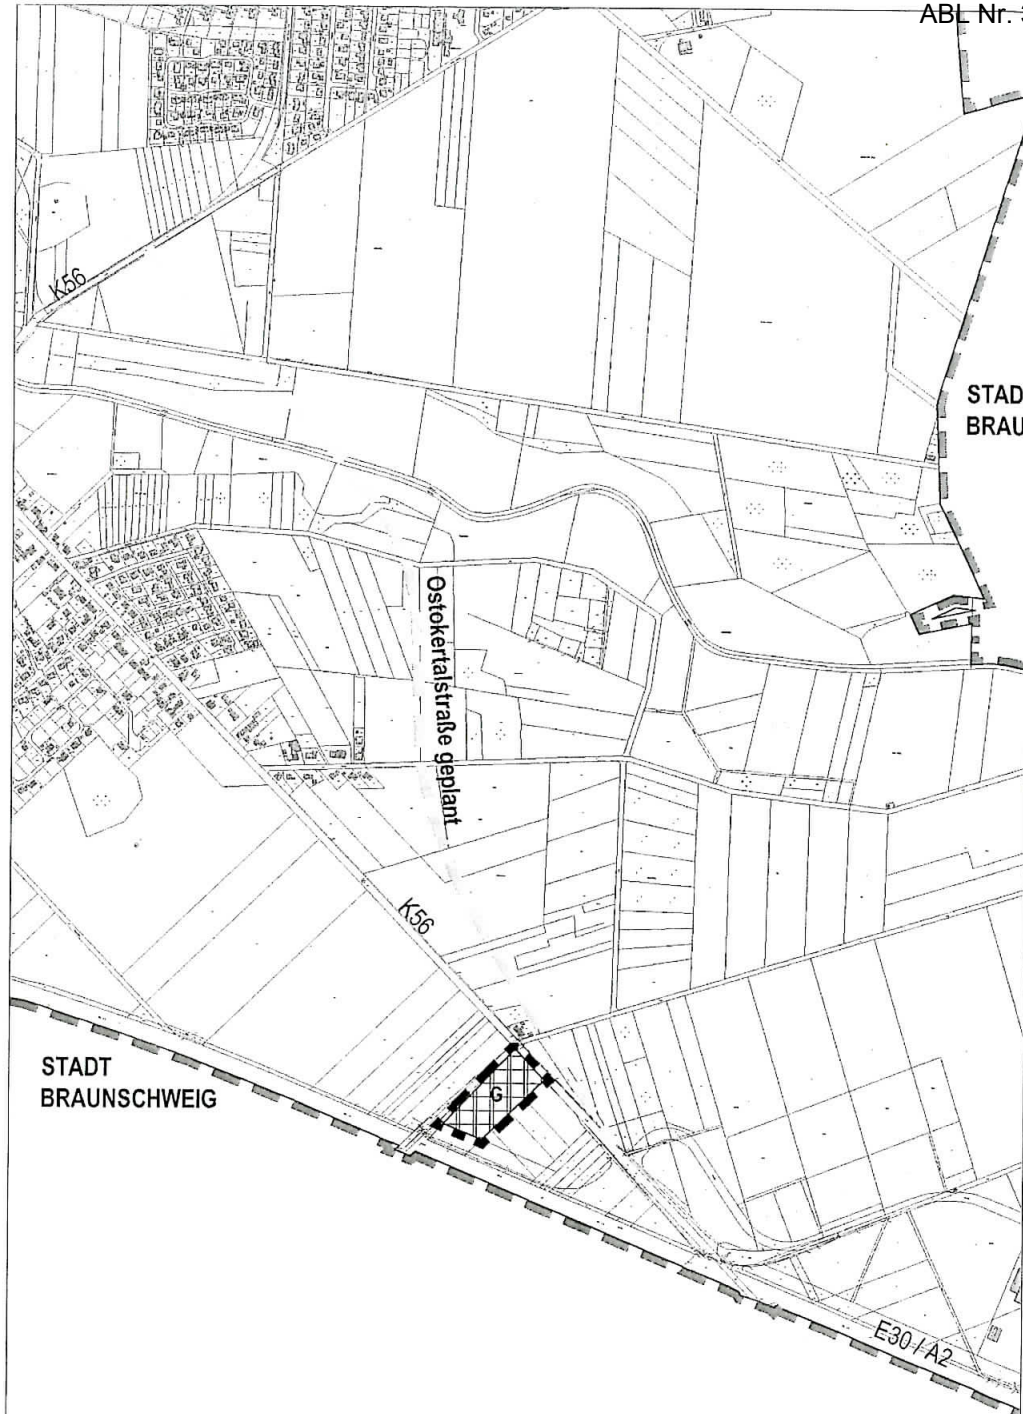 ABL Nr.
K56
STAD
BRAU
Ostokertalstraße geplant
K56
G
STADT
BRAUNSCHWEIG
E30 / A2